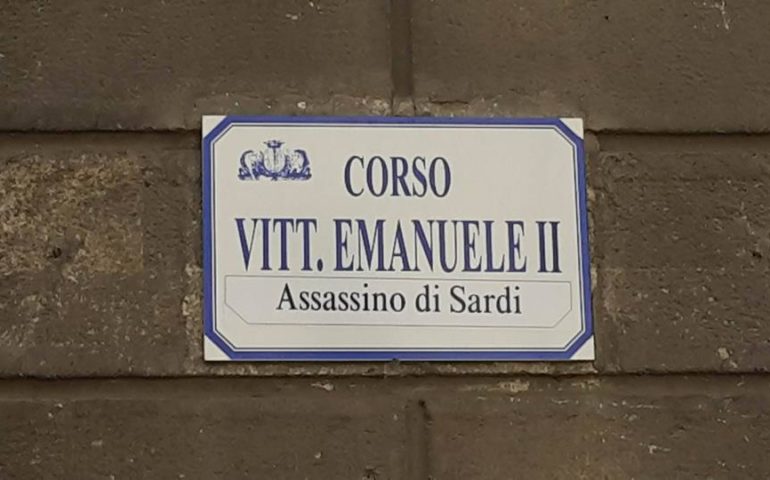 CORSO
VITT. EMANUELE II
Assassino di Sardi